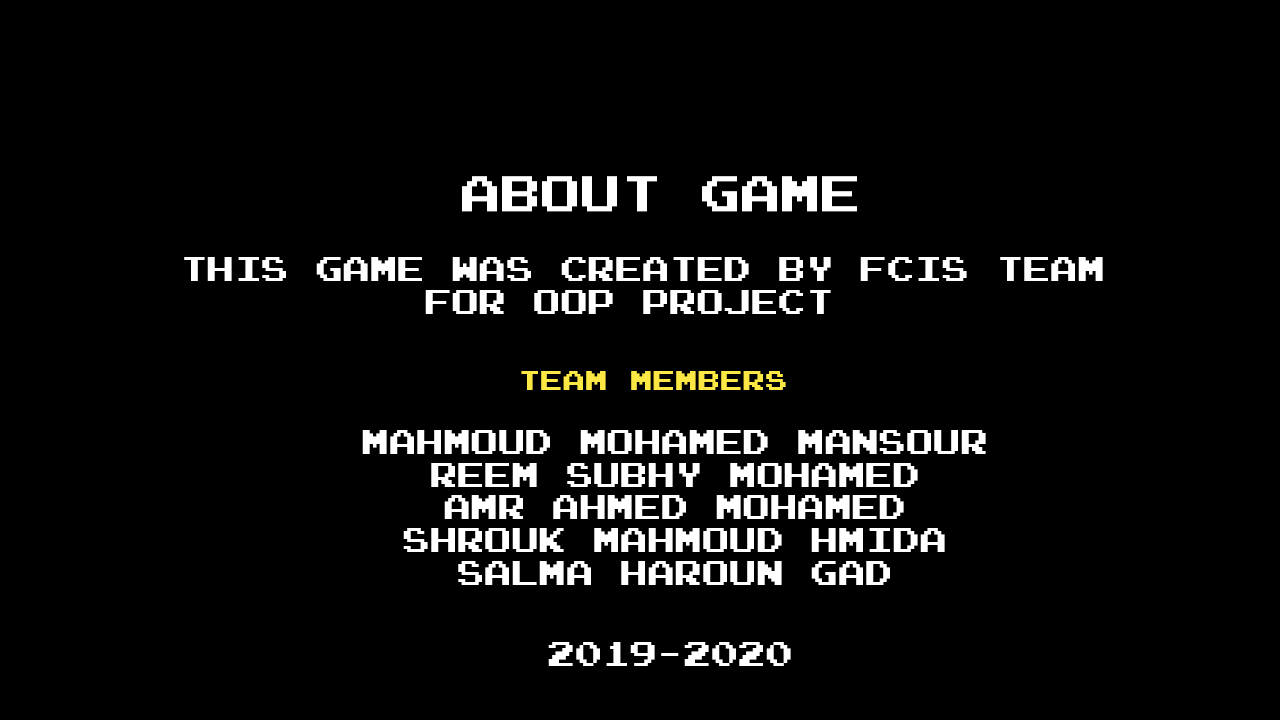 ABOUT GAME
THIS GAME WAS CREATED BY FCIS TEAM
FOR OOP PROJECT
TEAM MEMBERS
MAHMOUD MOHAMED MANSOUR
REEM SUBHY MOHAMED
AMR AHMED MOHAMED
SHROUK MAHMOUD HMIDA
SALMA HAROUN GAD
2019-2020